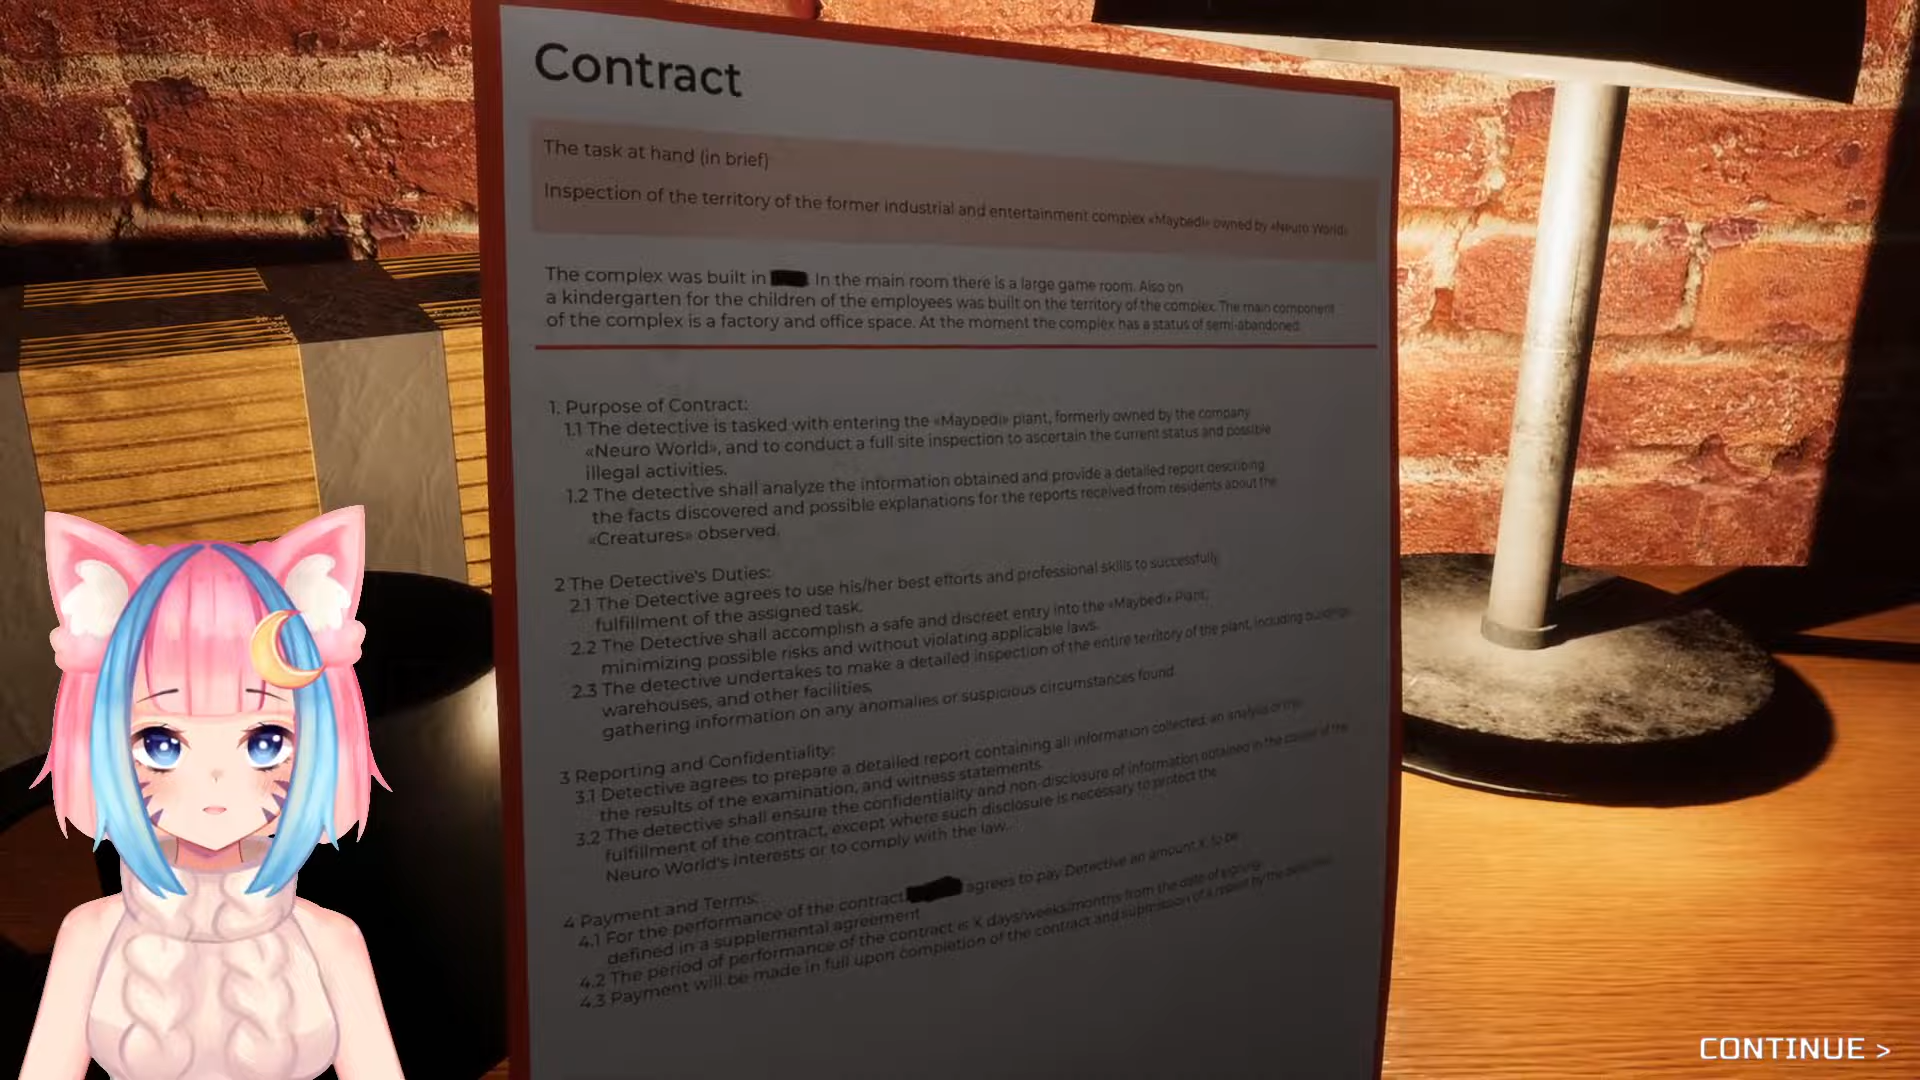 Contract
The task at hand (in brief)
Inspection of the territory of the former industrial and entertainment complex «Maybedi» owned by «Neuro World»
The complex was built in In the main room there is a large game room. Also on
a kindergarten for the children of the employees was built on the territory of the complex. The main component
of the complex is a factory and office space. At the moment the complex has a status of semi-abandoned.
1. Purpose of Contract:
1.1 The detective is tasked with entering the «Maybedi» plant, formerly owned by the company
«Neuro World», and to conduct a full site inspection to ascertain the current status and possible
illegal activities.
1.2 The detective shall analyze the information obtained and provide a detailed report describing
the facts discovered and possible explanations for the reports received from residents about the
«Creatures» observed.
2 The Detective's Duties:
2.1 The Detective agrees to use his/her best efforts and professional skills to successfully
fulfillment of the assigned task.
2.2 The Detective shall accomplish a safe and discreet entry into the «Maybedi» Plant,
minimizing possible risks and without violating applicable laws.
2.3 The detective undertakes to make a detailed inspection of the entire territory of the plant, including buildings,
warehouses, and other facilities,
gathering information on any anomalies or suspicious circumstances found.
3 Reporting and Confidentiality:
3.1 Detective agrees to prepare a detailed report containing all information collected, an analysis of
the results of the examination, and witness statements.
3.2 The detective shall ensure the confidentiality and non-disclosure of information obtained in the course of the
fulfillment of the contract, except where such disclosure is necessary to protect the
Neuro World's interests or to comply with the law.
4 Payment and Terms:
4.1 For the performance of the contract agrees to pay Detective an amount X, to be
defined in a supplemental agreement
4.2 The period of performance of the contract is X days/weeks/months from the date of signing
4.3 Payment will be made in full upon completion of the contract and submission of a report by the
CONTINUE >